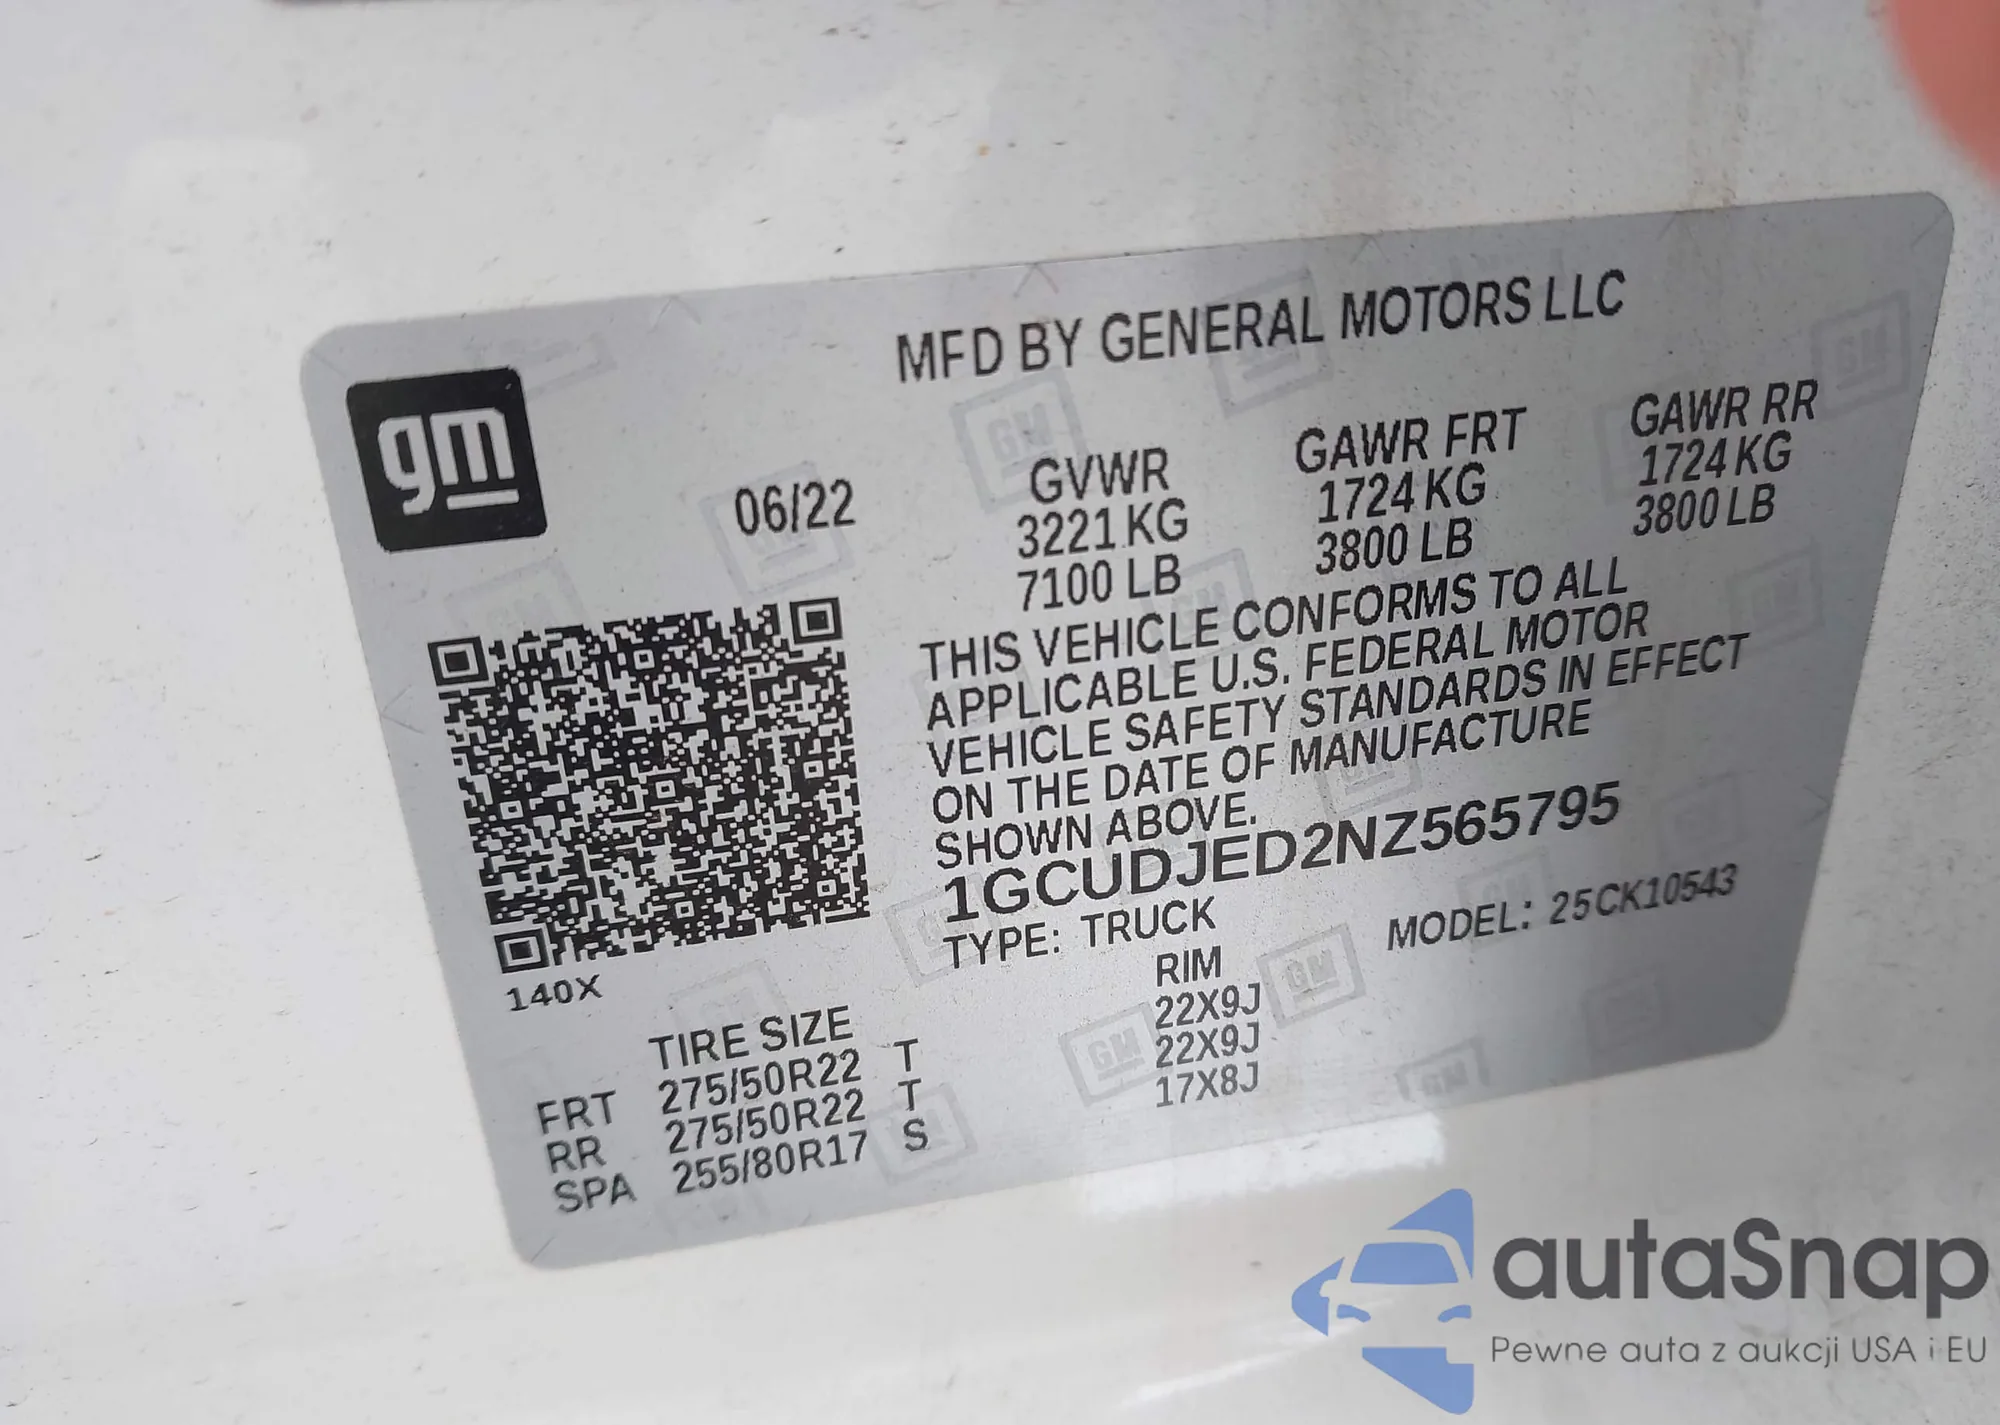 MFD BY GENERAL MOTORS LLC
gm
06/22
GVWR
3221 KG
7100 LB
GAWR FRT
1724 KG
3800 LB
GAWR RR
1724 KG
3800 LB
THIS VEHICLE CONFORMS TO ALL
APPLICABLE U.S. FEDERAL MOTOR
VEHICLE SAFETY STANDARDS IN EFFECT
ON THE DATE OF MANUFACTURE
SHOWN ABOVE.
1GCUDJED2NZ565795
TYPE: TRUCK
MODEL: 25CK10543
140X
TIRE SIZE
RIM
FRT 275/50R22 T 22X9J
RR 275/50R22 T 22X9J
SPA 255/80R17 S 17X8J
autaSnap
Pewne auta z aukcji USA i EU